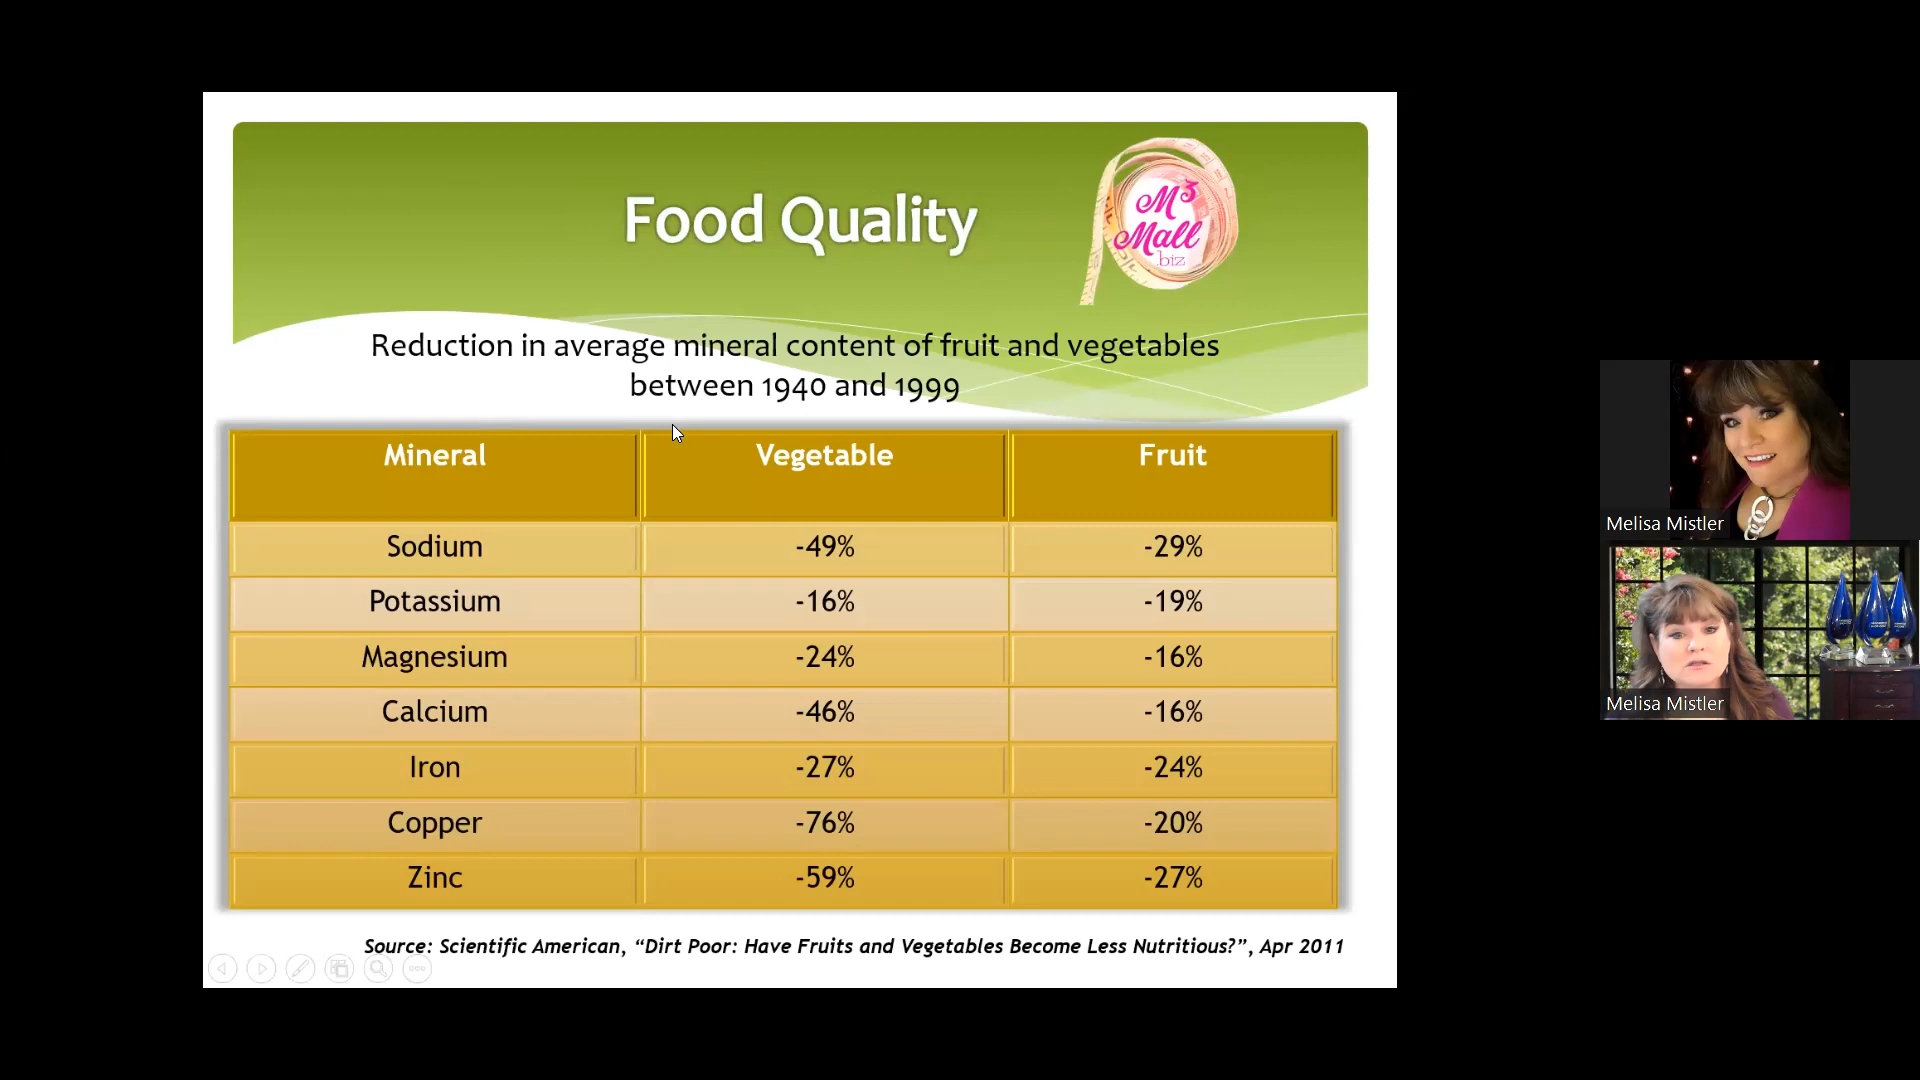 Food Quality
M3
Mall
.biz
Reduction in average mineral content of fruit and vegetables
between 1940 and 1999
Mineral Vegetable Fruit
Sodium -49% -29%
Potassium -16% -19%
Magnesium -24% -16%
Calcium -46% -16%
Iron -27% -24%
Copper -76% -20%
Zinc -59% -27%
Source: Scientific American, “Dirt Poor: Have Fruits and Vegetables Become Less Nutritious?”, Apr 2011
Melisa Mistler
Melisa Mistler